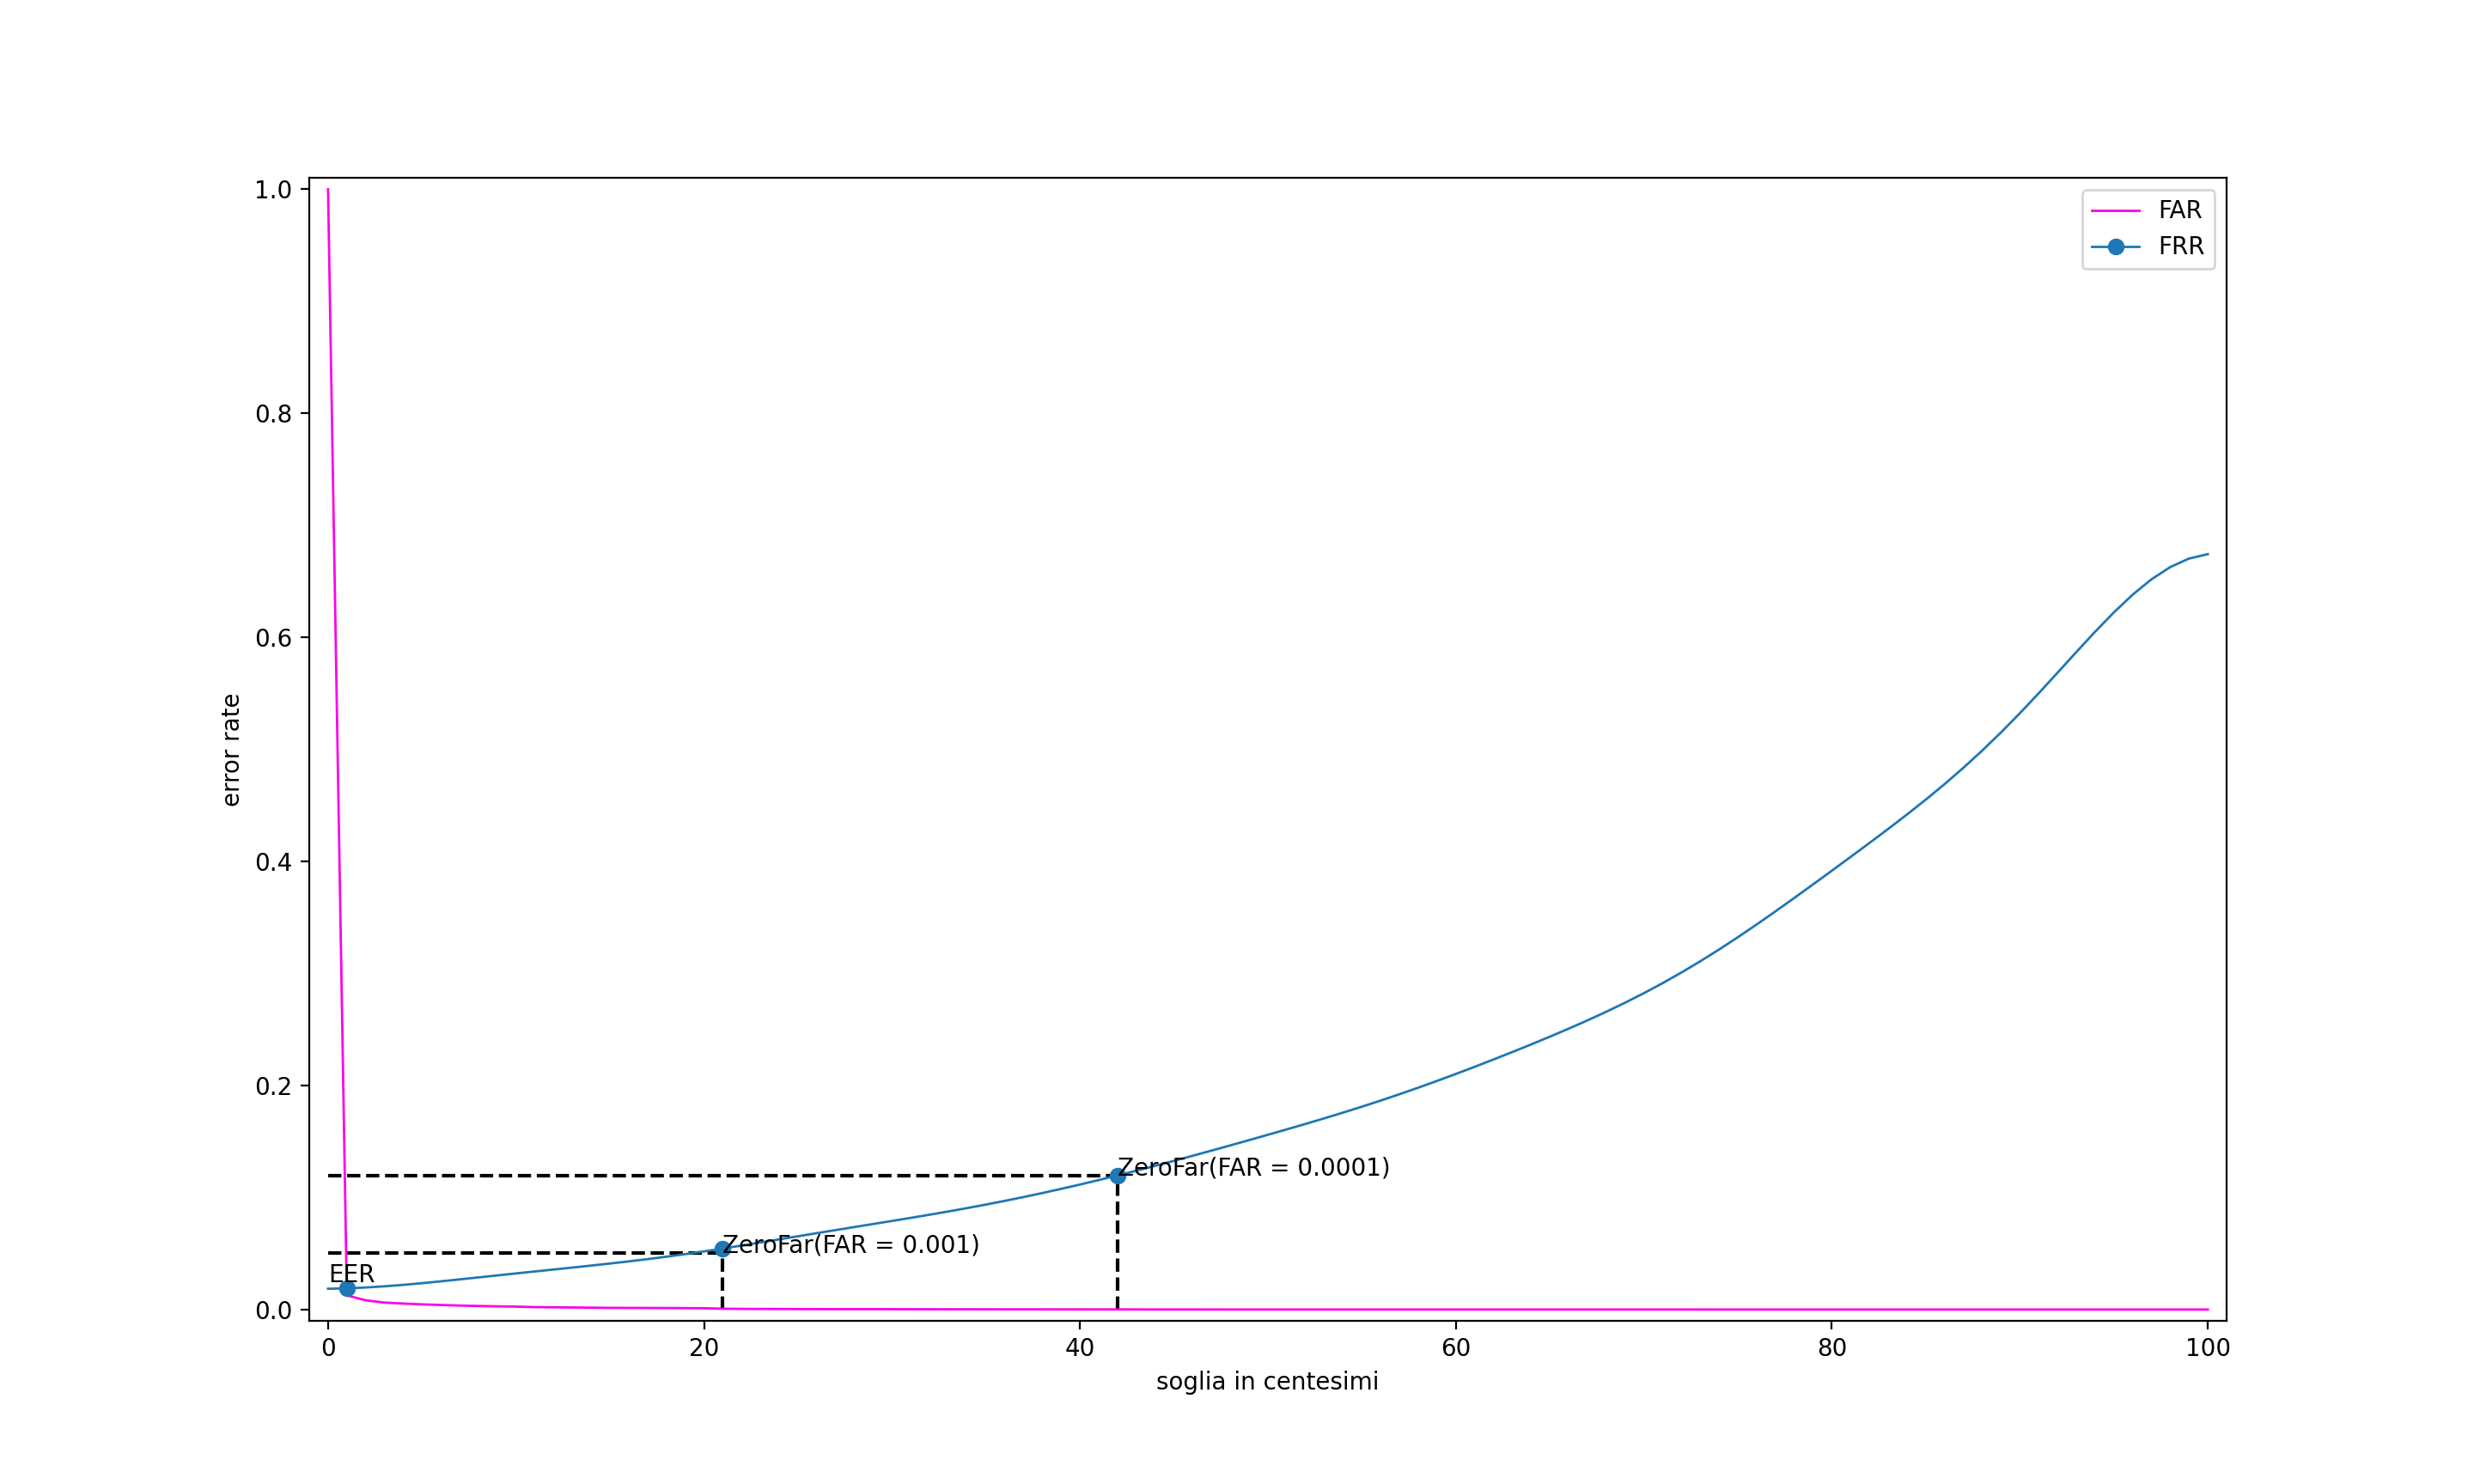 1.0
0.8
0.6
0.4
0.2
0.0
error rate
FAR
FRR
ZeroFar(FAR = 0.0001)
ZeroFar(FAR = 0.001)
EER
0 20 40 60 80 100
soglia in centesimi